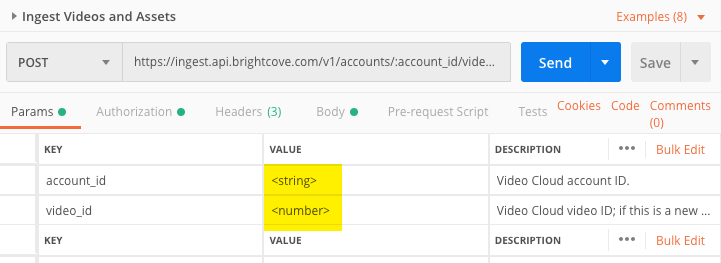 Ingest Videos and Assets Examples (8)
POST https://ingest.api.brightcove.com/v1/accounts/:account_id/vide... Send Save
Params Authorization Headers (3) Body Pre-request Script Tests Cookies Code Comments (0)
KEY VALUE DESCRIPTION ••• Bulk Edit
account_id <string> Video Cloud account ID.
video_id <number> Video Cloud video ID; if this is a new ...
KEY VALUE DESCRIPTION ••• Bulk Edit